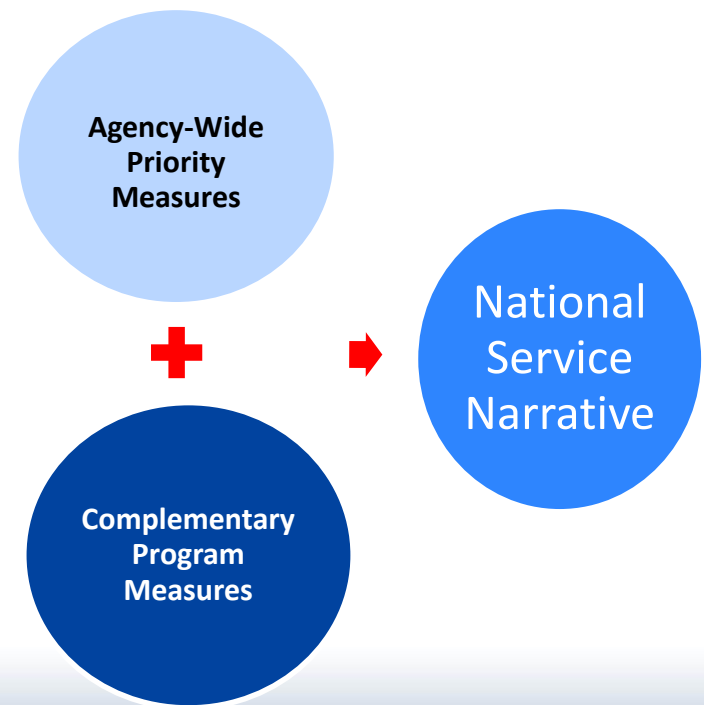 Agency-Wide
Priority
Measures
National
Service
Narrative
Complementary
Program
Measures